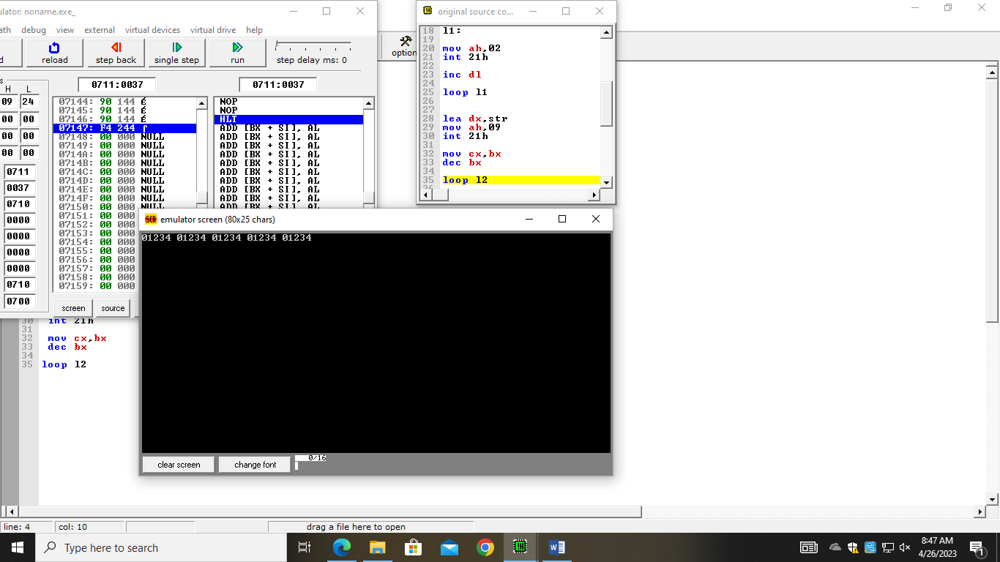 ulator: noname.exe_
ath debug view external virtual devices virtual drive help
d reload step back single step run step delay ms: 0
H L
09 24
00 00
00 00
00 00
0711
0037
0710
0000
0000
0000
0000
0710
0700
0711:0037 0711:0037
07144: 90 144 É
07145: 90 144 É
07146: 90 144 É
07147: F4 244 ⌠
07148: 00 000 NULL
07149: 00 000 NULL
0714A: 00 000 NULL
0714B: 00 000 NULL
0714C: 00 000 NULL
0714D: 00 000 NULL
0714E: 00 000 NULL
0714F: 00 000 NULL
07150: 00 000 NULL
07151: 00 000
07152: 00 000
07153: 00 000
07154: 00 000
07155: 00 000
07156: 00 000
07157: 00 000
07158: 00 000
07159: 00 000
NOP
NOP
HLT
ADD [BX + SI], AL
ADD [BX + SI], AL
ADD [BX + SI], AL
ADD [BX + SI], AL
ADD [BX + SI], AL
ADD [BX + SI], AL
ADD [BX + SI], AL
ADD [BX + SI], AL
ADD [BX + SI], AL
ADD [BX + SI], AL
screen source
option
original source co...
18 l1:
19
20 mov ah,02
21 int 21h
22
23 inc dl
24
25 loop l1
26
27
28 lea dx,str
29 mov ah,09
30 int 21h
31
32 mov cx,bx
33 dec bx
34
35 loop l2
emulator screen (80x25 chars)
01234 01234 01234 01234 01234
clear screen change font 0/16
30 int 21h
31
32 mov cx,bx
33 dec bx
34
35 loop l2
line: 4 col: 10 drag a file here to open
Type here to search
8:47 AM
4/26/2023
1